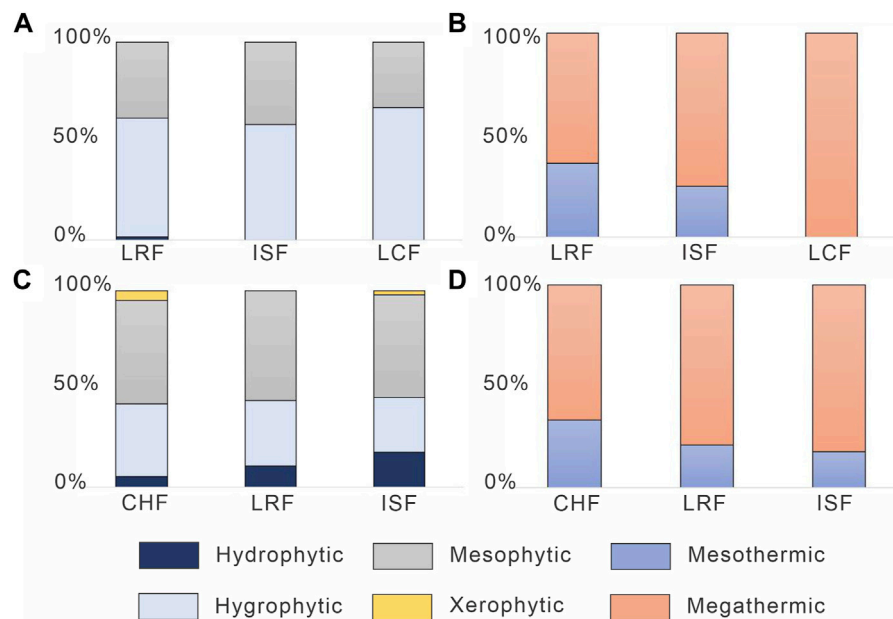 A
100%
50%
0%
LRF ISF LCF
B
100%
50%
0%
LRF ISF LCF
C
100%
50%
0%
CHF LRF ISF
D
100%
50%
0%
CHF LRF ISF
Hydrophytic Mesophytic Mesothermic
Hygrophytic Xerophytic Megathermic